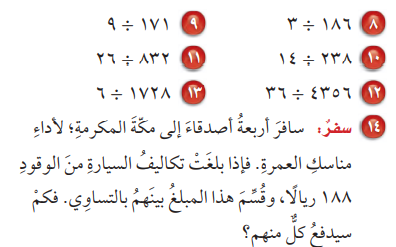 ٨ ١٨٦ ÷ ٣ ٩ ١٧١ ÷ ٩
١٠ ٢٣٨ ÷ ١٤ ١١ ٨٣٢ ÷ ٢٦
١٢ ٤٣٥٦ ÷ ٣٦ ١٣ ١٧٢٨ ÷ ٦
١٤ سفرٌ: سافرَ أربعةُ أصدقاءَ إلى مكّةَ المكرمةِ؛ لأداءِ
مناسكِ العمرةِ. فإذا بلغَتْ تكاليفُ السيارةِ منَ الوقودِ
١٨٨ ريالًا، وقُسِّمَ هذا المبلغُ بينَهمُ بالتساوِي. فكمْ
سيدفعُ كلٌّ منهم؟